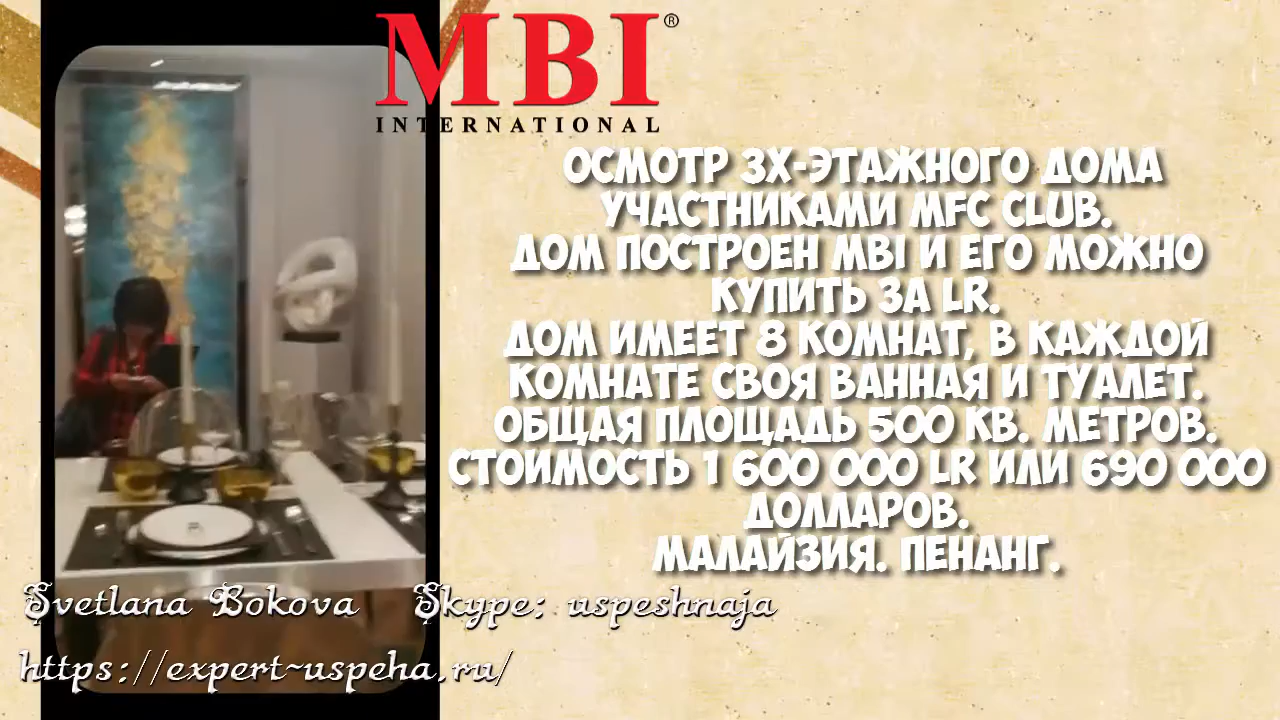 MBI®
INTERNATIONAL
ОСМОТР 3Х-ЭТАЖНОГО ДОМА
УЧАСТНИКАМИ MFC CLUB.
ДОМ ПОСТРОЕН MBI И ЕГО МОЖНО
КУПИТЬ ЗА LR.
ДОМ ИМЕЕТ 8 КОМНАТ, В КАЖДОЙ
КОМНАТЕ СВОЯ ВАННАЯ И ТУАЛЕТ.
ОБЩАЯ ПЛОЩАДЬ 500 КВ. МЕТРОВ.
СТОИМОСТЬ 1 600 000 LR ИЛИ 690 000
ДОЛЛАРОВ.
МАЛАЙЗИЯ. ПЕНАНГ.
Svetlana Bokova Skype: uspeshnaja
https://expert-uspeha.ru/